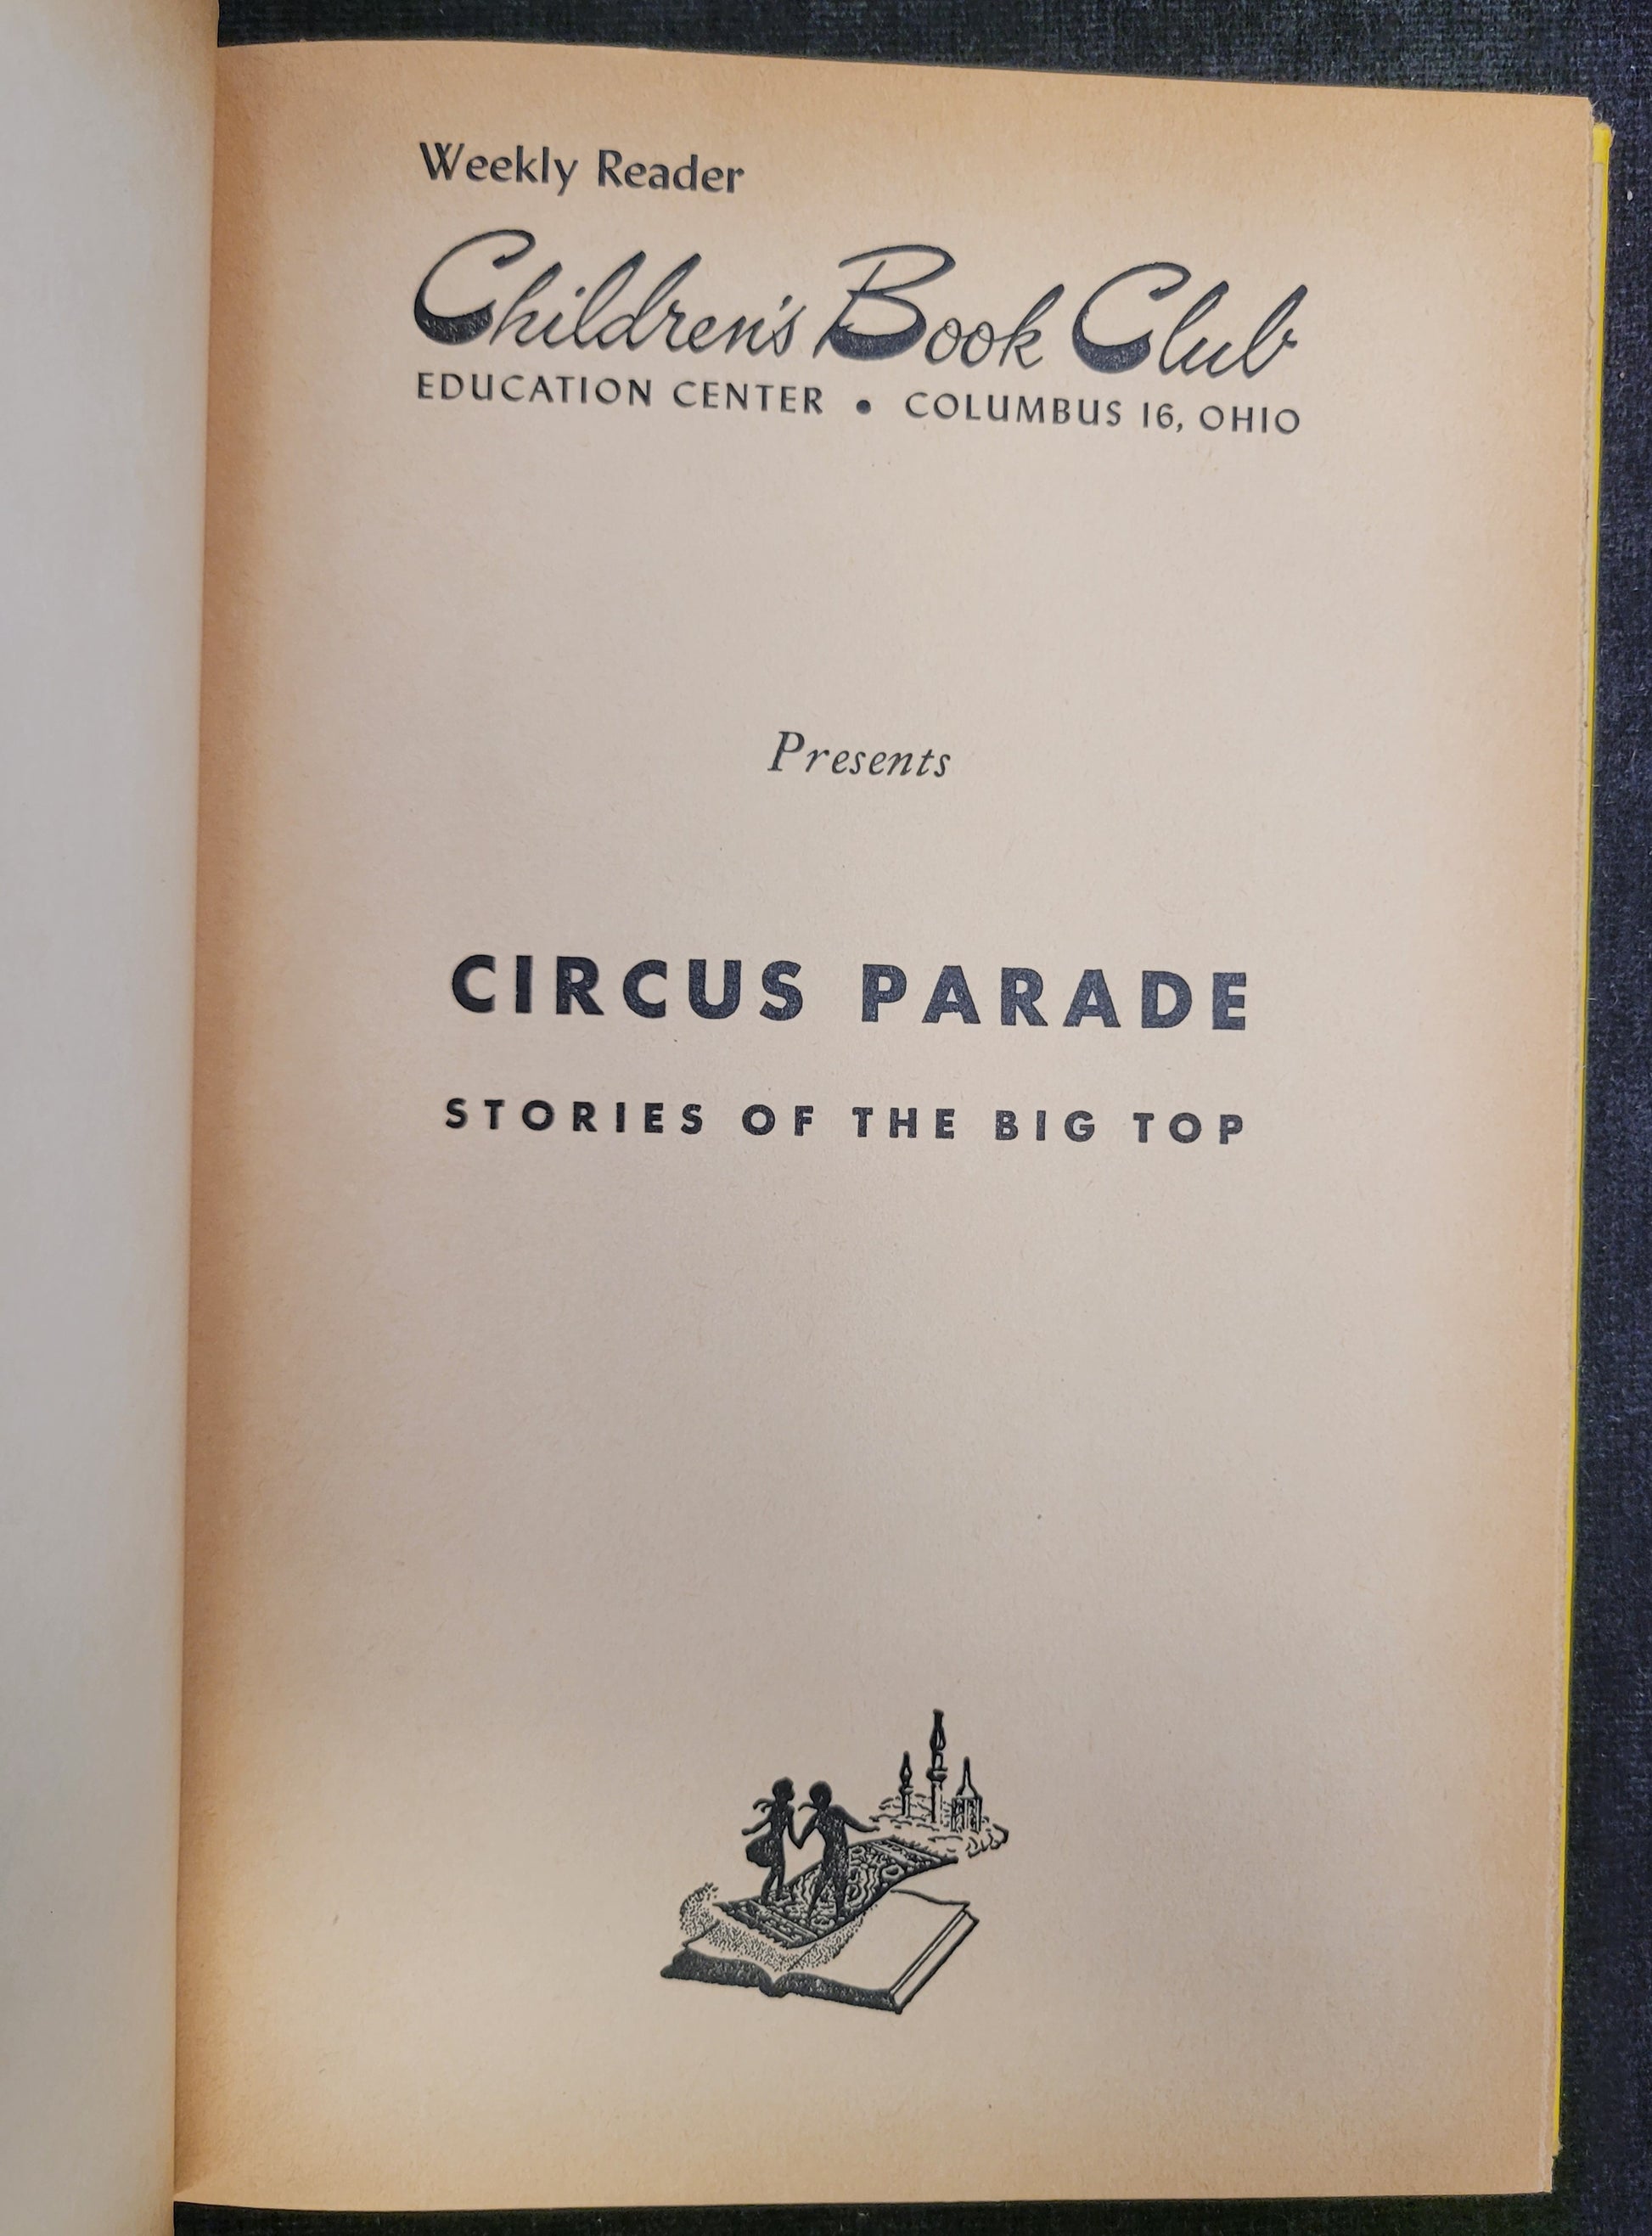 Weekly Reader
Children's Book Club
EDUCATION CENTER • COLUMBUS 16, OHIO
Presents
CIRCUS PARADE
STORIES OF THE BIG TOP